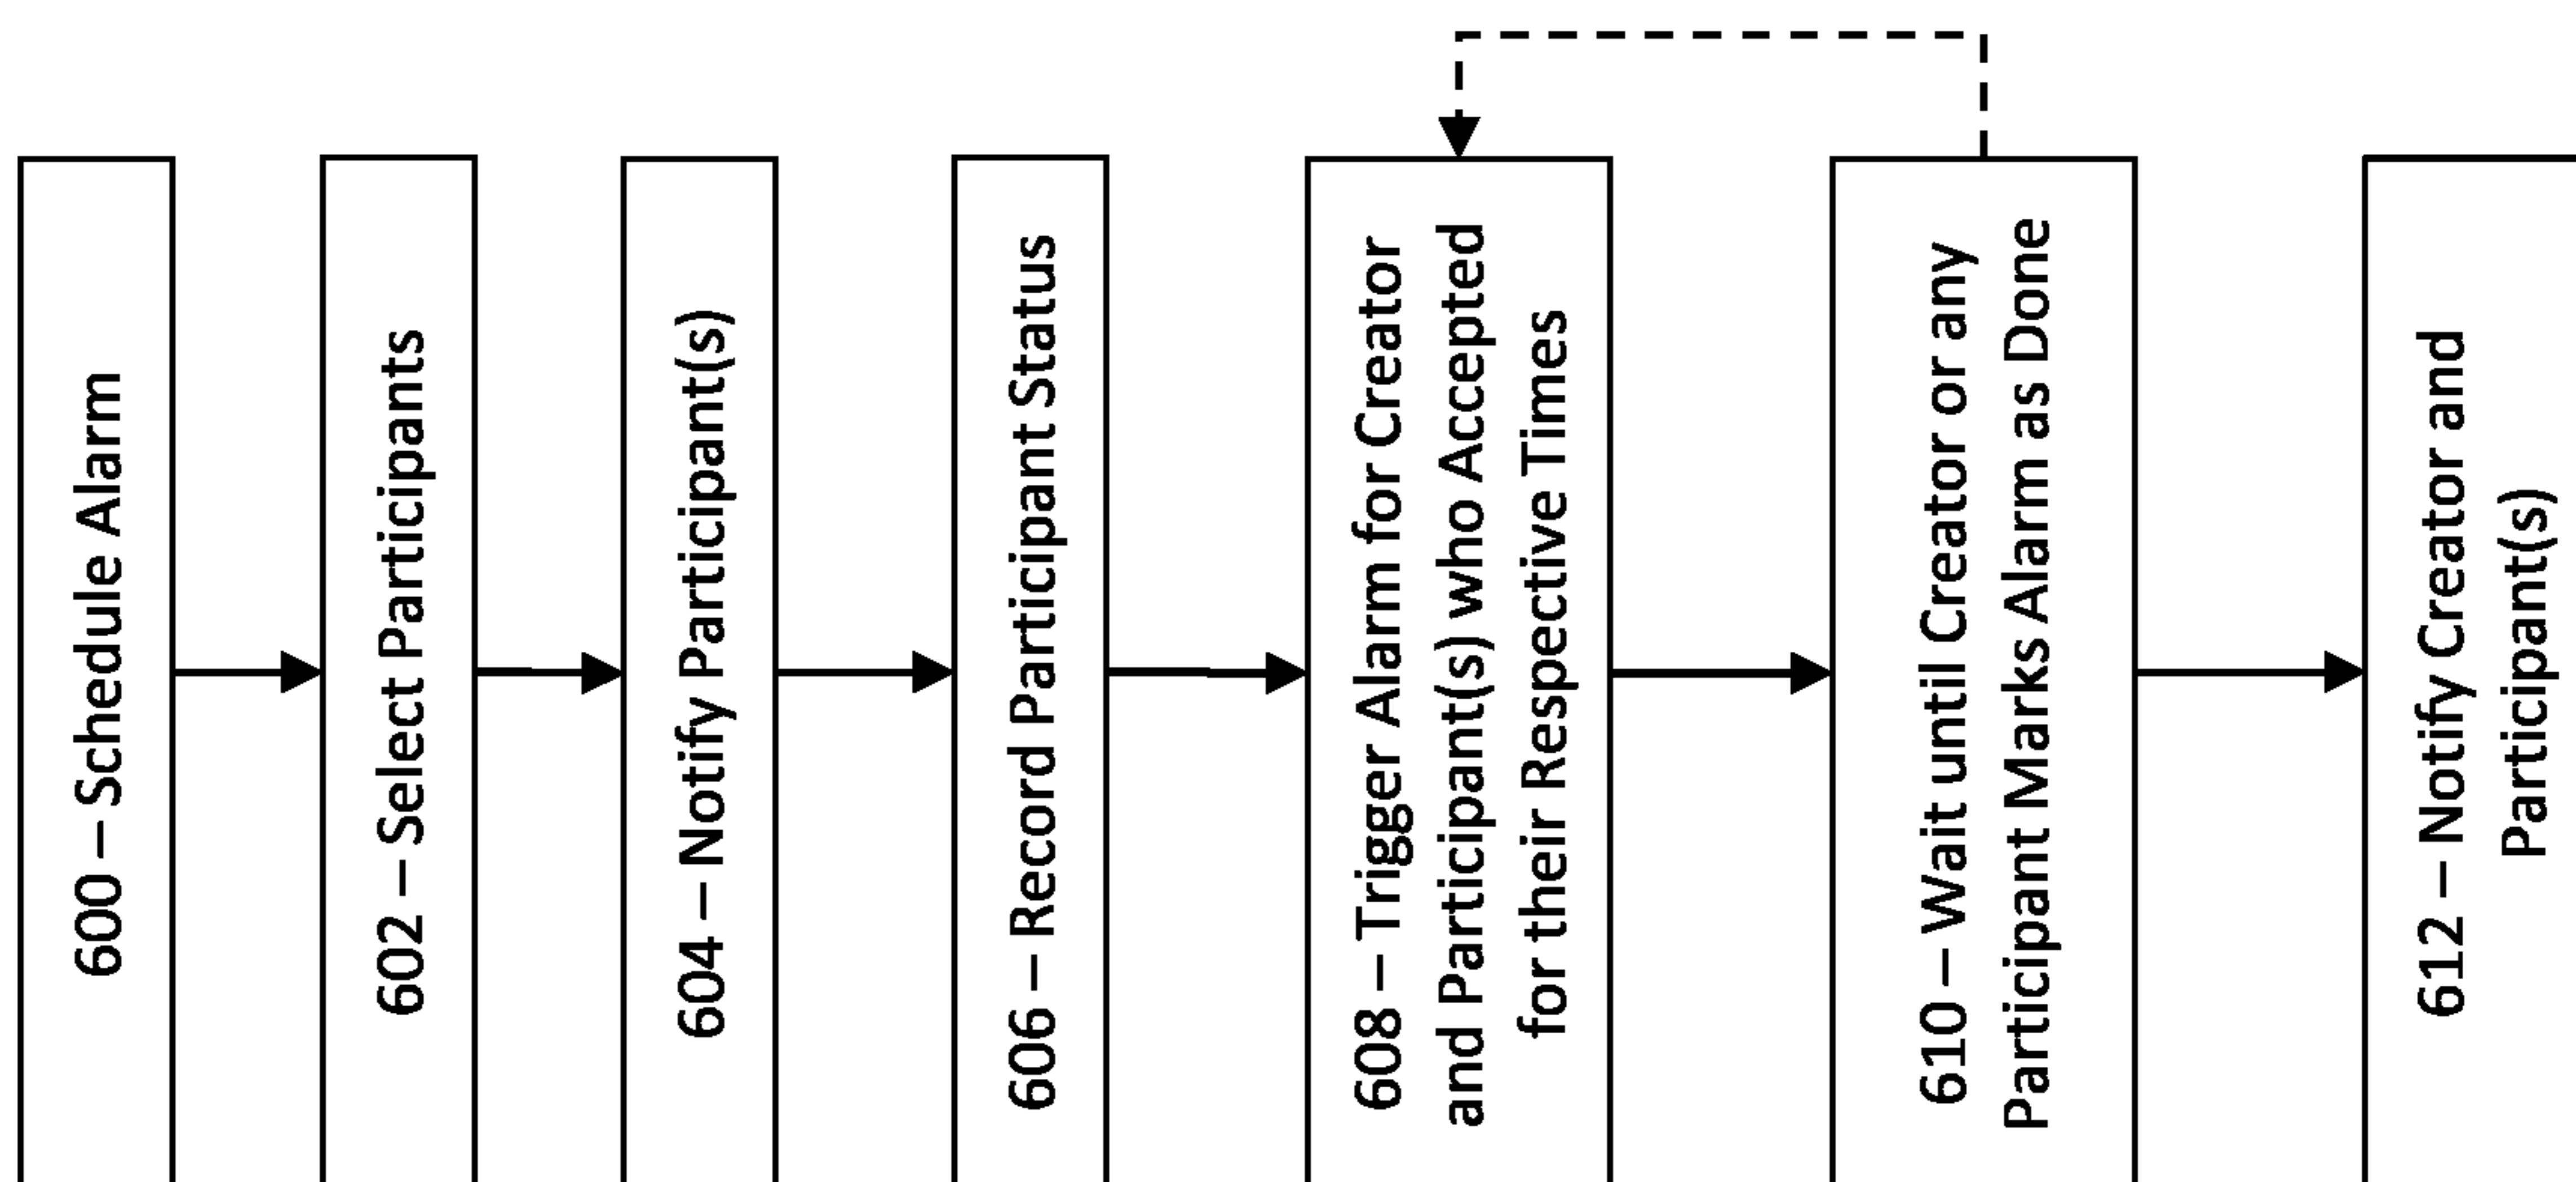 600 – Schedule Alarm
602 – Select Participants
604 – Notify Participant(s)
606 – Record Participant Status
608 – Trigger Alarm for Creator
and Participant(s) who Accepted
for their Respective Times
610 – Wait until Creator or any
Participant Marks Alarm as Done
612 – Notify Creator and
Participant(s)